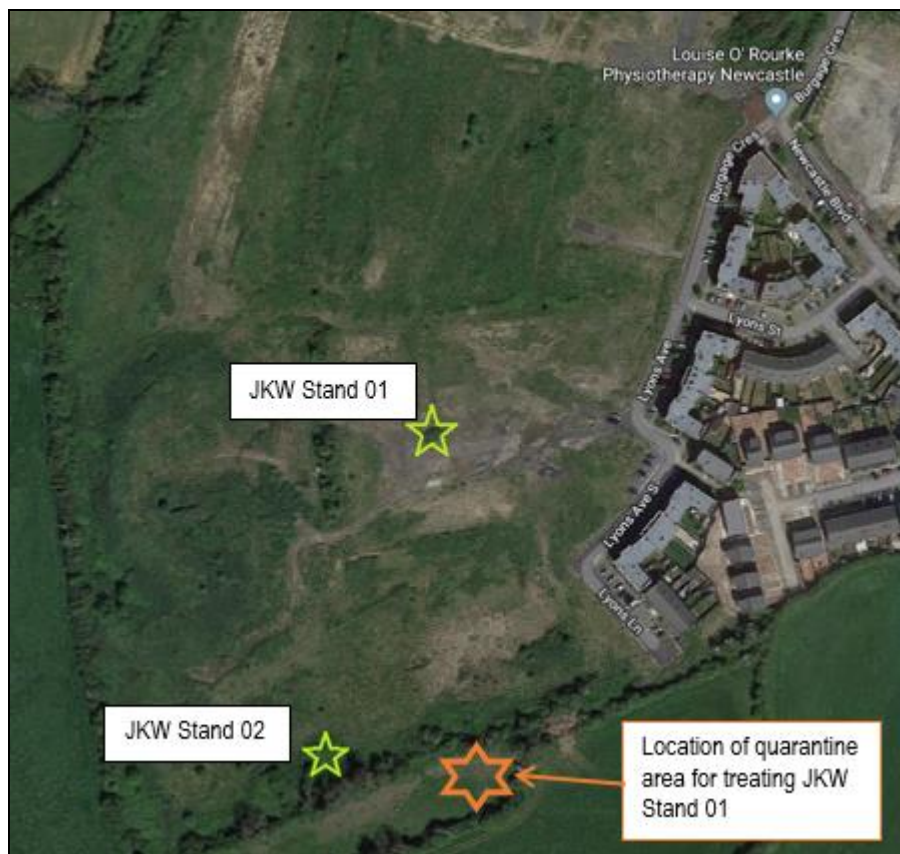 Louise O' Rourke
Physiotherapy Newcastle
Burgage Cres
Burgage Cres
Newcastle Blvd
Lyons St
Lyons Ave
JKW Stand 01
Lyons Ave S
Lyons Ln
JKW Stand 02
Location of quarantine
area for treating JKW
Stand 01